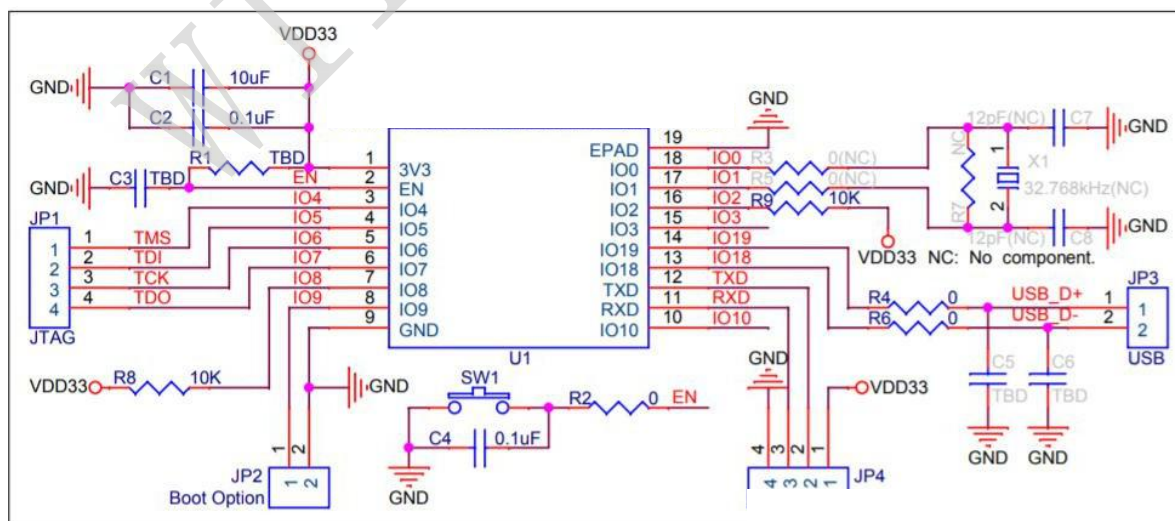 VDD33
GND
C1
10uF
C2
0.1uF
R1
TBD
EN
GND
C3
TBD
JP1
1
2
3
4
JTAG
1
2
3
4
TMS
TDI
TCK
TDO
IO4
IO5
IO6
IO7
IO8
IO9
1
2
3
4
5
6
7
8
9
3V3
EN
IO4
IO5
IO6
IO7
IO8
IO9
GND
U1
EPAD
IO0
IO1
IO2
IO3
IO19
IO18
TXD
RXD
IO10
19
18
17
16
15
14
13
12
11
10
GND
IO0
IO1
IO2
IO3
IO19
IO18
TXD
RXD
IO10
R3
0(NC)
R5
0(NC)
R9
10K
VDD33
12pF(NC)
C7
GND
NC
R7
1
X1
32.768kHz(NC)
2
12pF(NC)
C8
GND
NC: No component.
R4
0
R6
0
USB_D+
USB_D-
1
2
JP3
1
2
USB
C5
TBD
C6
TBD
GND
GND
VDD33
R8
10K
GND
1
2
JP2
Boot Option
1
2
SW1
R2
0
EN
C4
0.1uF
GND
GND
VDD33
4
3
2
1
4
3
2
1
JP4